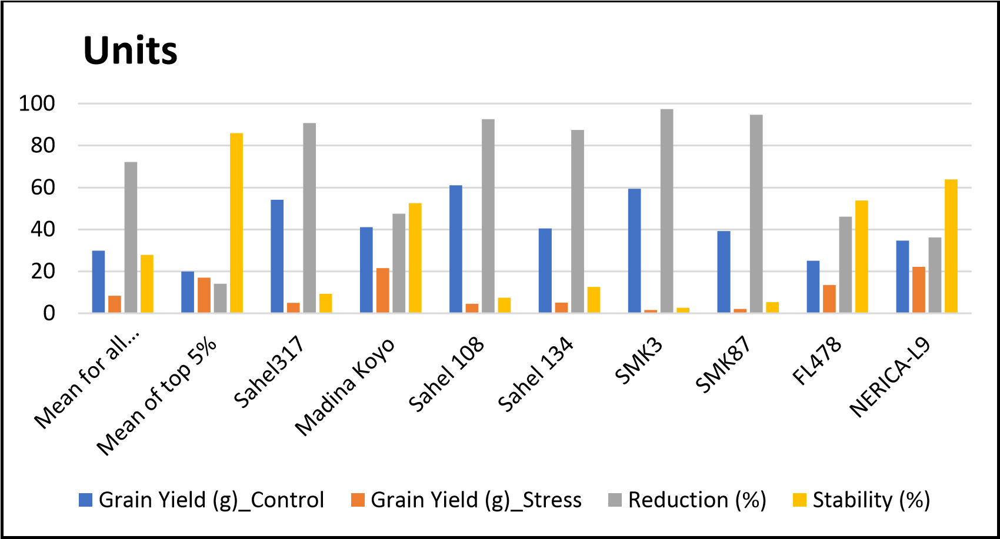 Units
100
80
60
40
20
0
Mean for all...
Mean of top 5%
Sahel317
Madina Koyo
Sahel 108
Sahel 134
SMK3
SMK87
FL478
NERICA-L9
Grain Yield (g)_Control Grain Yield (g)_Stress Reduction (%) Stability (%)